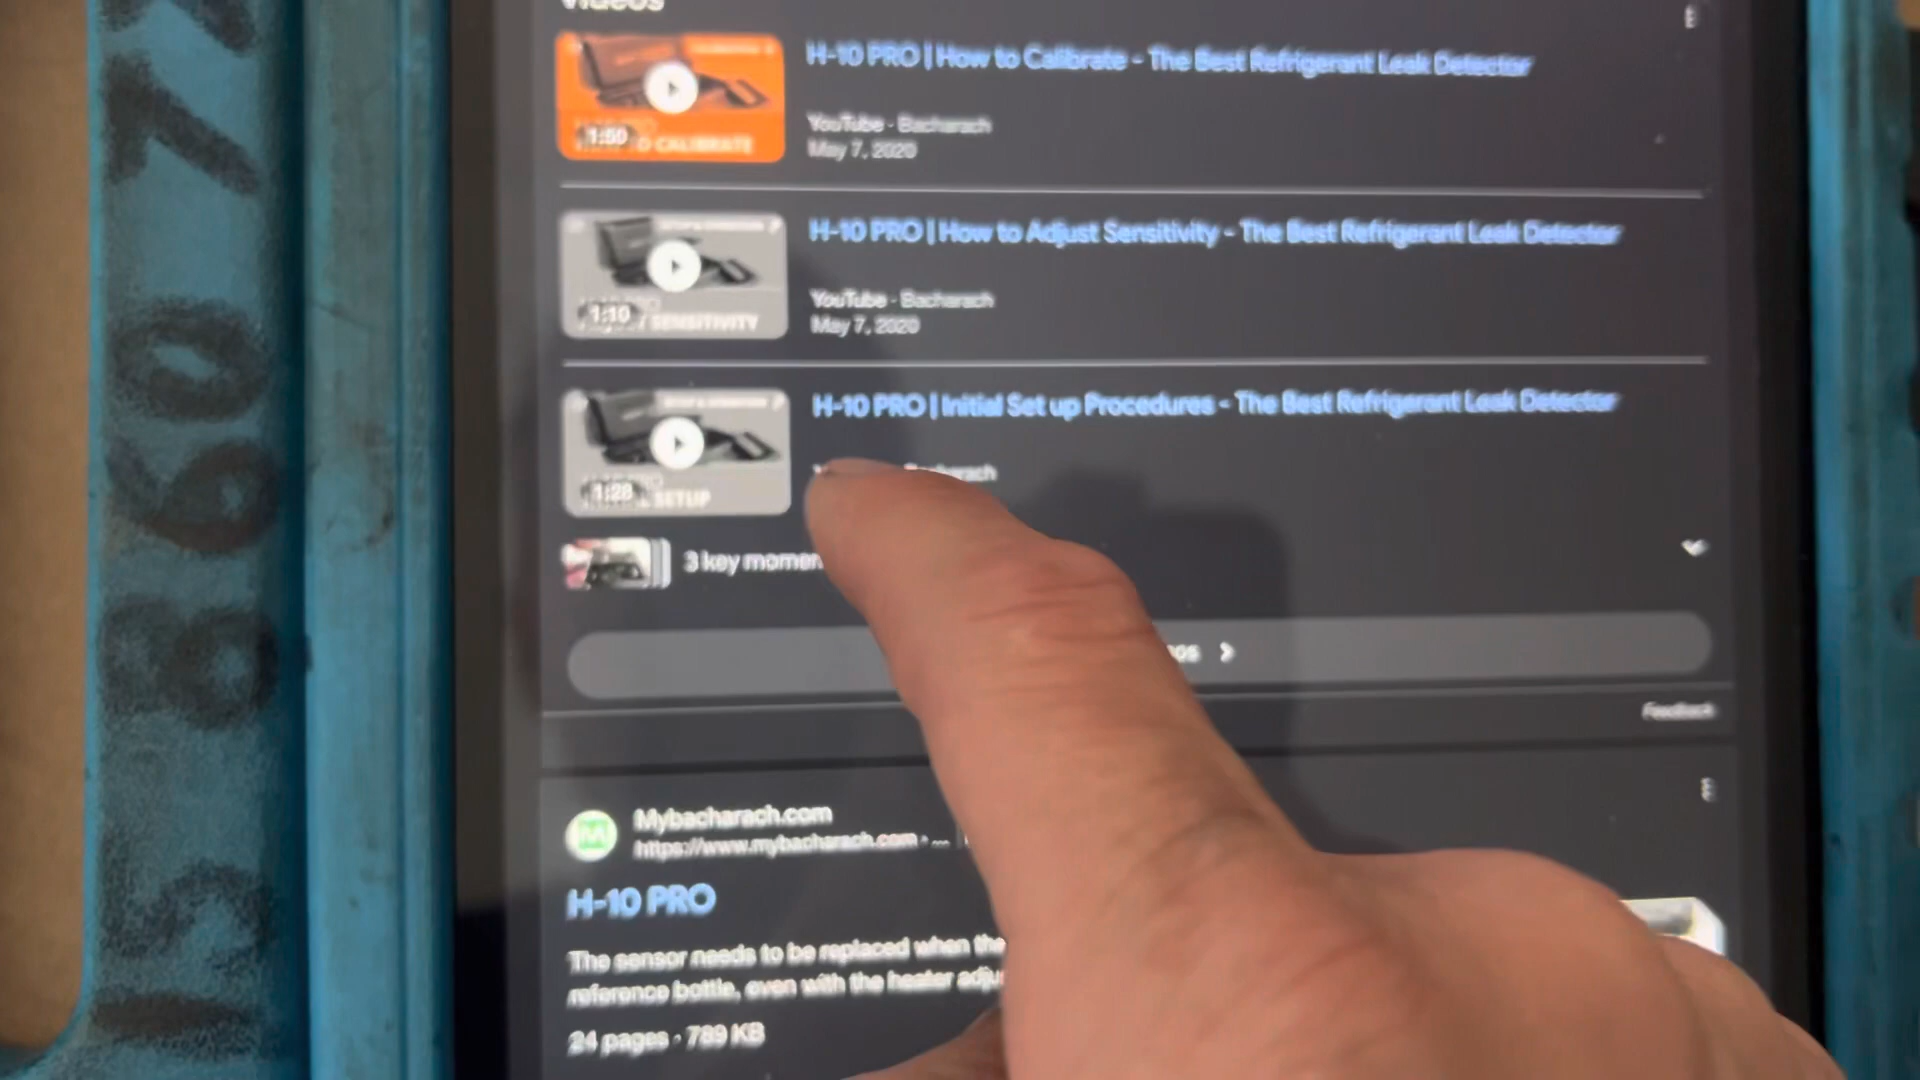 Videos
H-10 PRO | How to Calibrate - The Best Refrigerant Leak Detector
1:50
O CALIBRATE
YouTube · Bacharach
May 7, 2020
H-10 PRO | How to Adjust Sensitivity - The Best Refrigerant Leak Detector
1:10
SENSITIVITY
YouTube · Bacharach
May 7, 2020
H-10 PRO | Initial Set up Procedures - The Best Refrigerant Leak Detector
1:28
SETUP
Bacharach
3 key momen
os
Feedback
Mybacharach.com
https://www.mybacharach.com · ...
H-10 PRO
The sensor needs to be replaced when the
reference bottle, even with the heater adju
24 pages · 789 KB